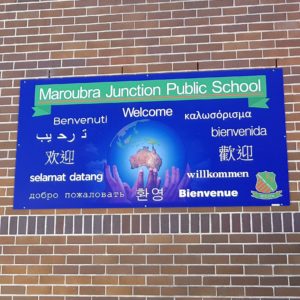 Maroubra Junction Public School
Welcome
Benvenuti καλωσόρισμα
ترحيب bienvenida
欢迎 歡迎
selamat datang willkommen
добро пожаловать 환영 Bienvenue